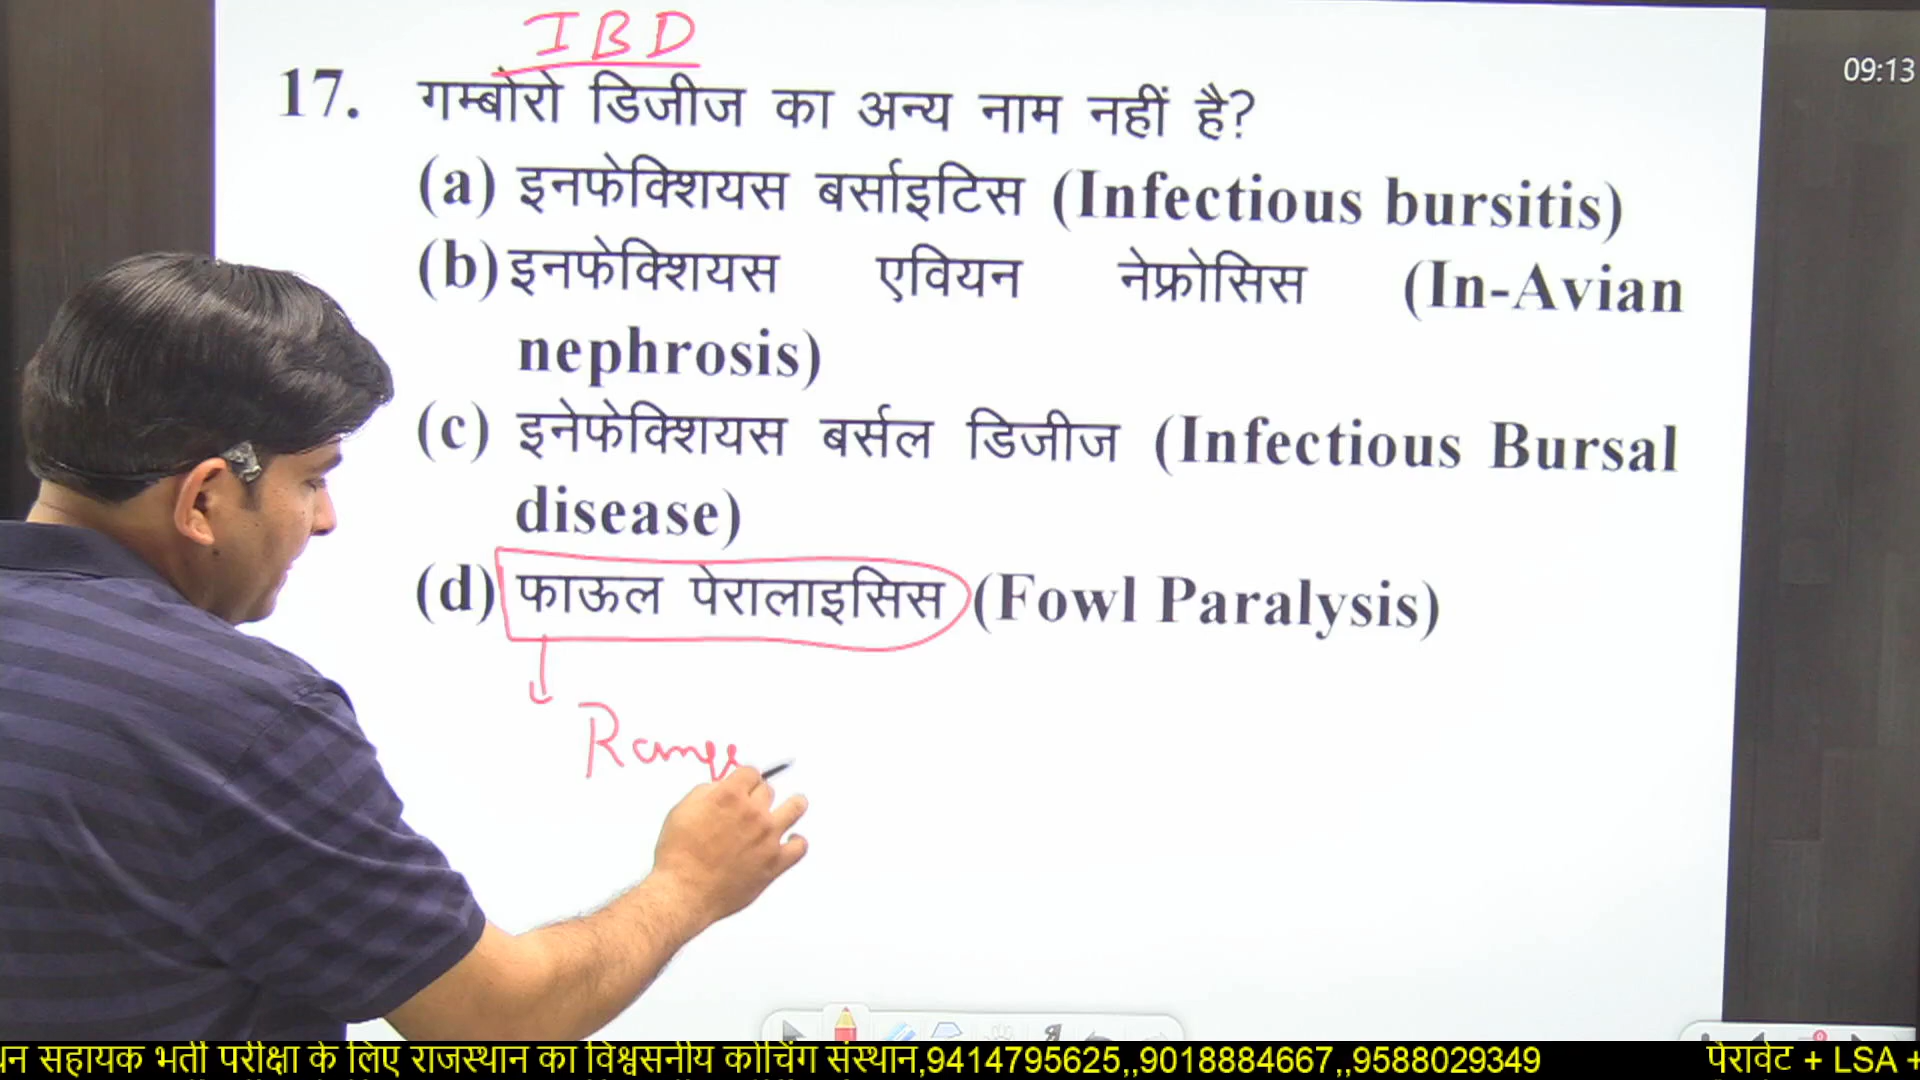 IBD
09:13
17. गम्बोरो डिजीज का अन्य नाम नहीं है?
(a) इनफेक्शियस बर्साइटिस (Infectious bursitis)
(b) इनफेक्शियस एवियन नेफ्रोसिस (In-Avian
nephrosis)
(c) इनेफेक्शियस बर्सल डिजीज (Infectious Bursal
disease)
(d) फाऊल पेरालाइसिस (Fowl Paralysis)
सहायक भर्ती परीक्षा के लिए राजस्थान का विश्वसनीय कोचिंग संस्थान,9414795625,,9018884667,,9588029349 पेरावेट + LSA +